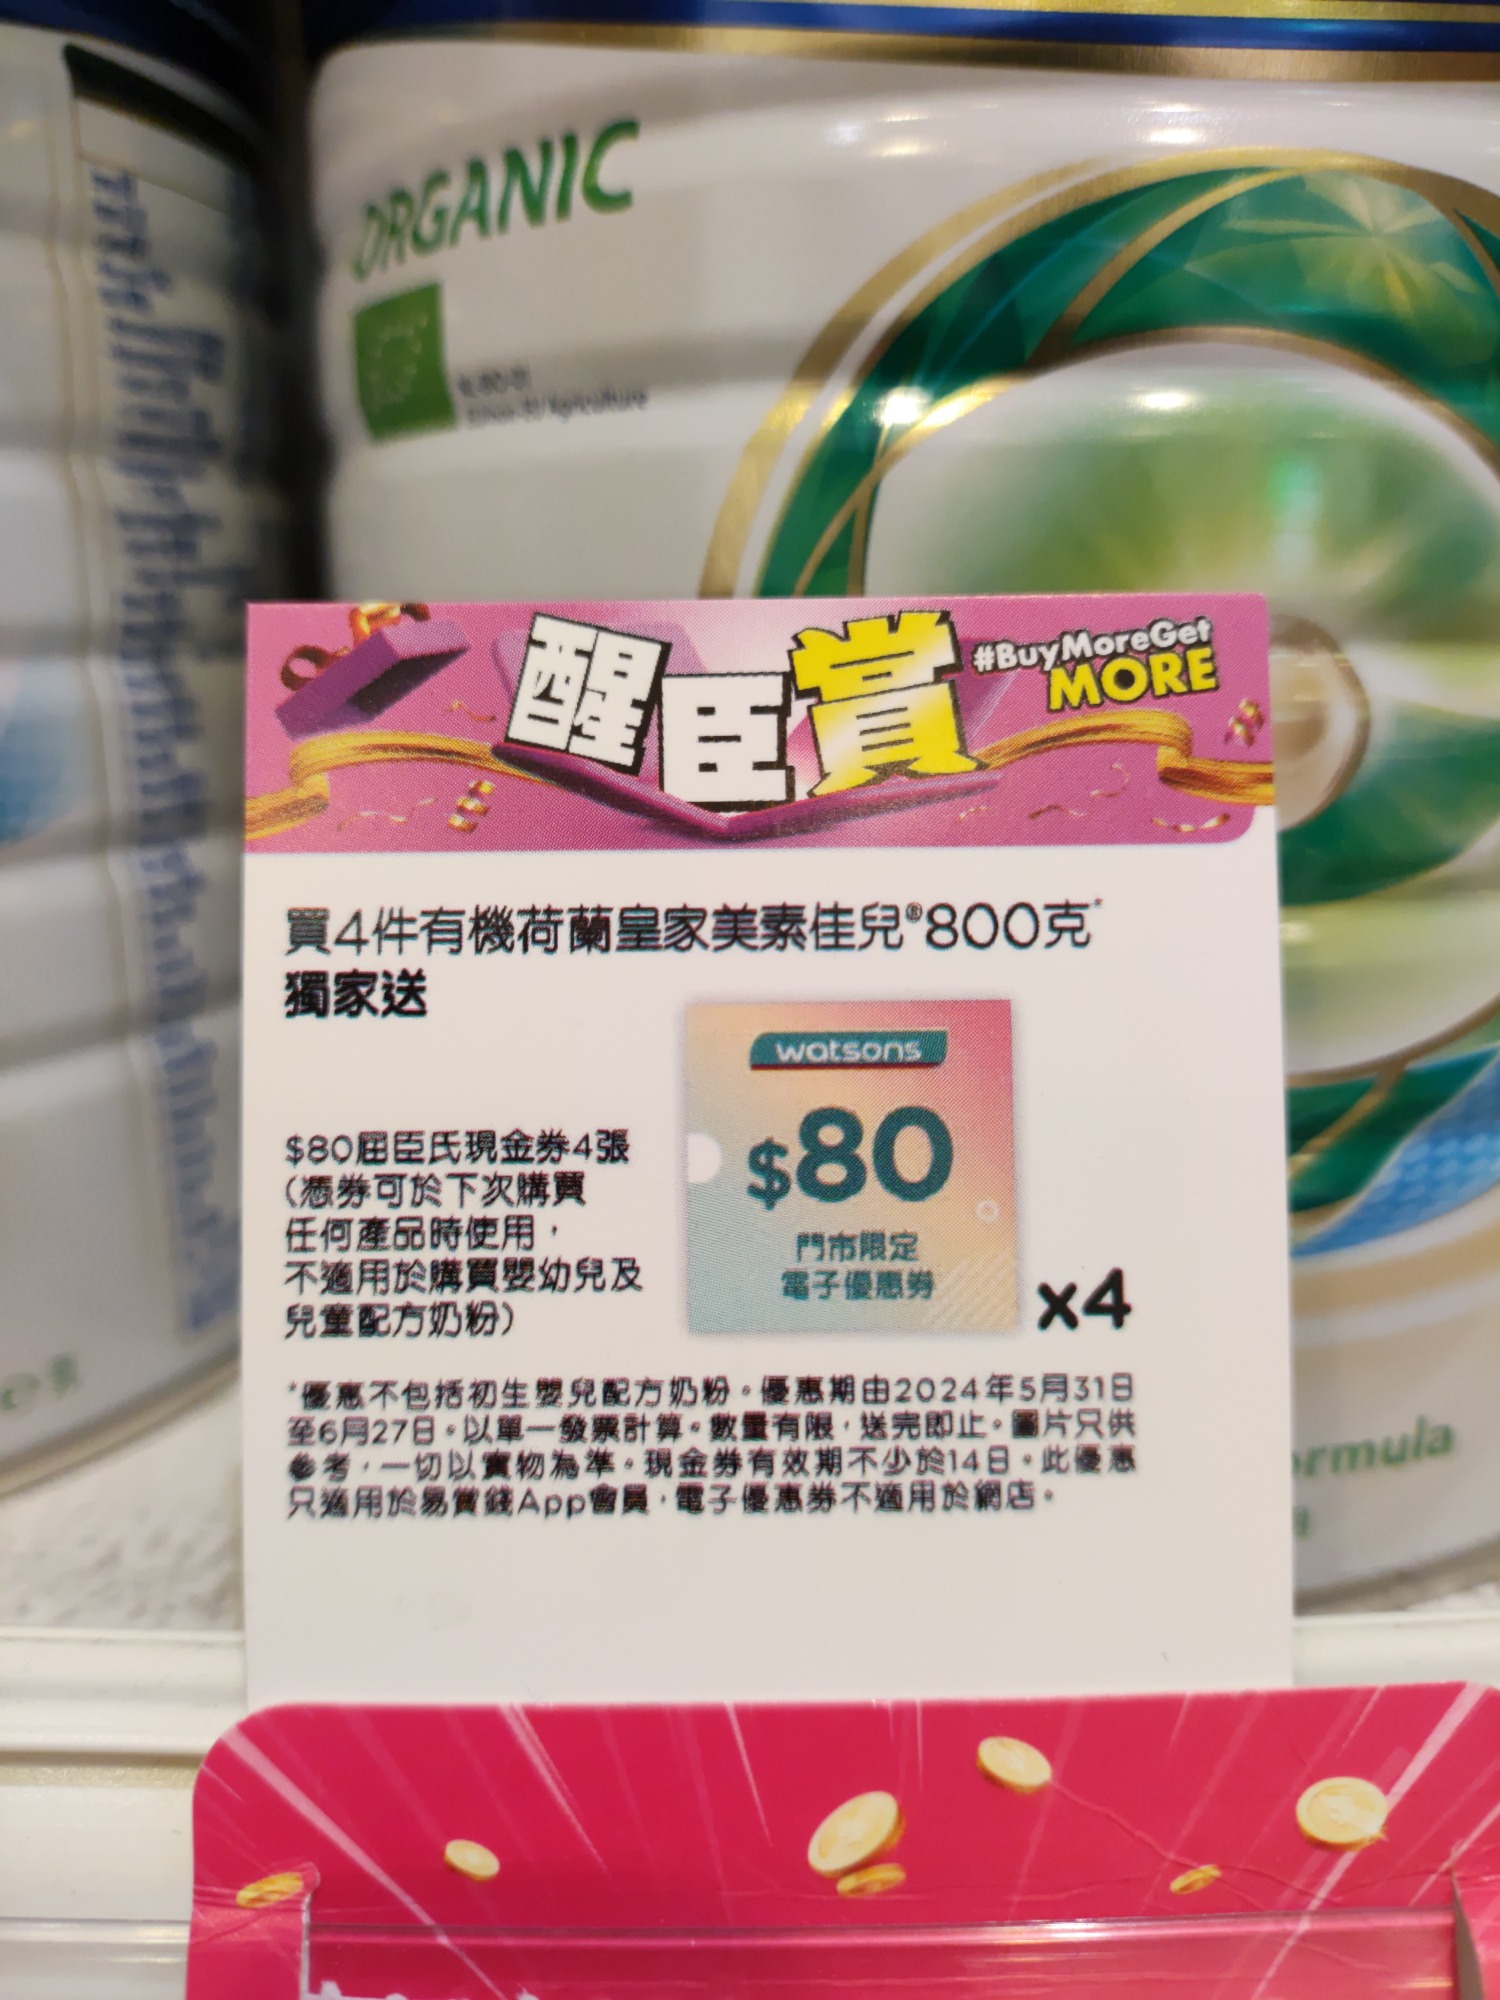 ORGANIC
醒臣賞
#BuyMoreGet
MORE
買4件有機荷蘭皇家美素佳兒®800克*
獨家送
watsons
$80
門市限定
電子優惠券
x4
$80屈臣氏現金券4張
(憑券可於下次購買
任何產品時使用，
不適用於購買嬰幼兒及
兒童配方奶粉)
*優惠不包括初生嬰兒配方奶粉。優惠期由2024年5月31日
至6月27日。以單一發票計算。數量有限，送完即止。圖片只供
參考，一切以實物為準。現金券有效期不少於14日。此優惠
只適用於易賞錢App會員，電子優惠券不適用於網店。
ormula